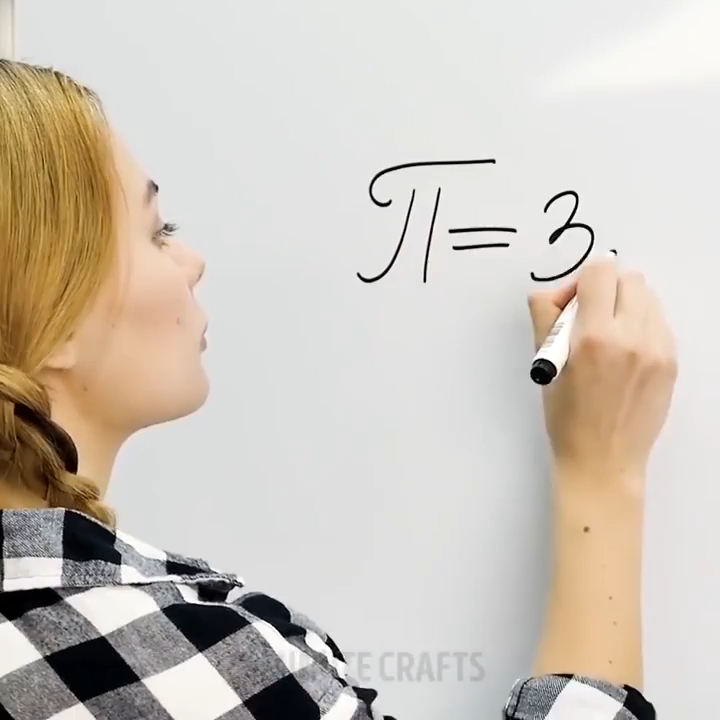 π = 3.
CRAFTS